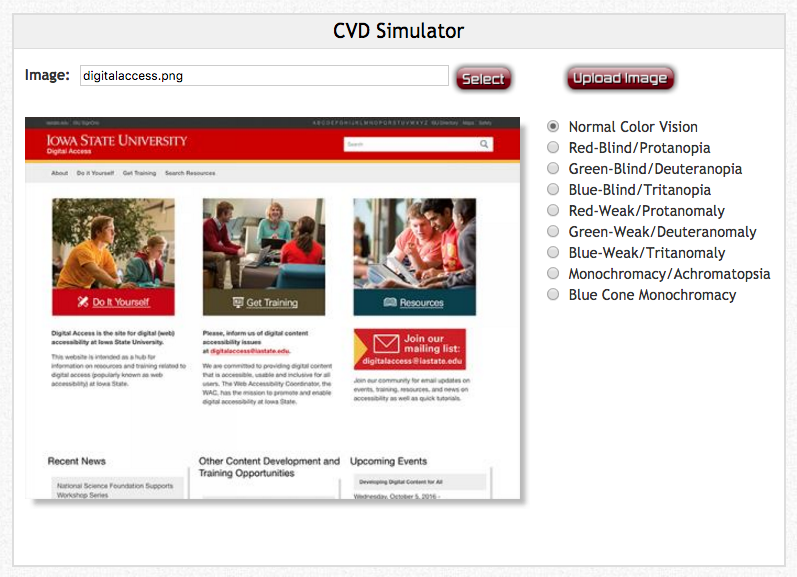 CVD Simulator
Image: digitalaccess.png Select Upload Image
iastate.edu ISU SignOns A B C D E F G H I J K L M N O P Q R S T U V W X Y Z ISU Directory Maps Safety
IOWA STATE UNIVERSITY
Digital Access
Search
About Do it Yourself Get Training Search Resources
Do It Yourself
Get Training
Resources
Digital Access is the site for digital (web)
accessibility at Iowa State University.
This website is intended as a hub for
information on resources and training related to
digital access (popularly known as web
accessibility) at Iowa State.
Please, inform us of digital content
accessibility issues
at digitalaccess@iastate.edu.
We are committed to providing digital content
that is accessible, usable and inclusive for all
users. The Web Accessibility Coordinator, the
WAC, has the mission to promote and enable
digital accessibility at Iowa State.
Join our
mailing list:
digitalaccess@iastate.edu
Join our community for email updates on
events, training, resources, and news on
accessibility as well as quick tutorials.
Recent News
National Science Foundation Supports
Workshop Series
Other Content Development and
Training Opportunities
Upcoming Events
Developing Digital Content for All
Wednesday, October 5, 2016 -
Normal Color Vision
Red-Blind/Protanopia
Green-Blind/Deuteranopia
Blue-Blind/Tritanopia
Red-Weak/Protanomaly
Green-Weak/Deuteranomaly
Blue-Weak/Tritanomaly
Monochromacy/Achromatopsia
Blue Cone Monochromacy